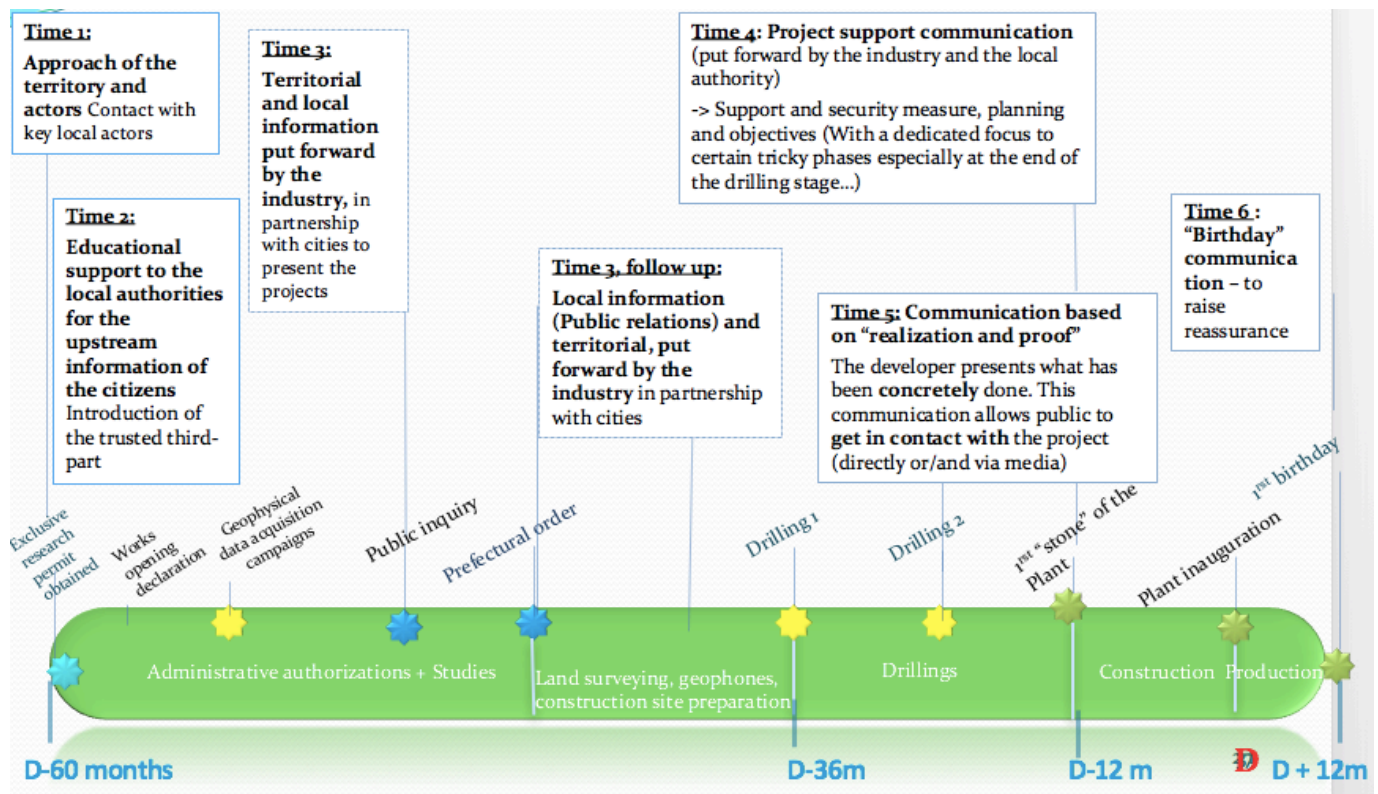 Time 1:
Approach of the
territory and
actors Contact with
key local actors
Time 2:
Educational
support to the
local authorities
for the
upstream
information of
the citizens
Introduction of
the trusted third-
part
Time 3:
Territorial
and local
information
put forward
by the
industry, in
partnership
with cities to
present the
projects
Time 3, follow up:
Local information
(Public relations) and
territorial, put
forward by the
industry in partnership
with cities
Time 4: Project support communication
(put forward by the industry and the local
authority)
-> Support and security measure, planning
and objectives (With a dedicated focus to
certain tricky phases especially at the end of
the drilling stage...)
Time 5: Communication based
on “realization and proof”
The developer presents what has
been concretely done. This
communication allows public to
get in contact with the project
(directly or/and via media)
Time 6 :
“Birthday”
communica
tion – to
raise
reassurance
Exclusive
research
permit
obtained
Works
opening
declaration
Geophysical
data acquisition
campaigns
Public inquiry
Prefectural order
Drilling 1
Drilling 2
1rst “ stone” of the
Plant
Plant inauguration
1rst birthday
Administrative authorizations + Studies
Land surveying, geophones,
construction site preparation
Drillings
Construction
Production
D-60 months
D-36m
D-12 m
D
D + 12m